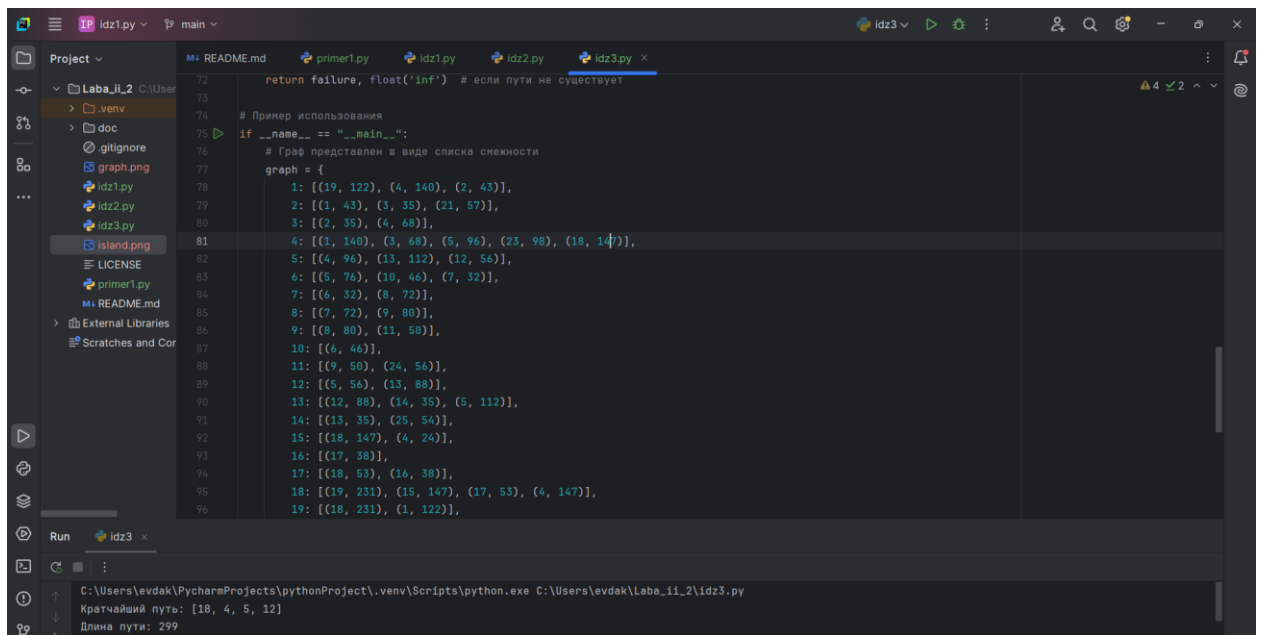 IP idz1.py main idz3
Project
README.md primer1.py idz1.py idz2.py idz3.py
Laba_ii_2 C:\User
.venv
doc
.gitignore
graph.png
idz1.py
idz2.py
idz3.py
island.png
LICENSE
primer1.py
README.md
External Libraries
Scratches and Cor
4 2
72 return failure, float('inf') # если пути не существует
73
74 # Пример использования
75 if __name__ == "__main__":
76 # Граф представлен в виде списка смежности
77 graph = {
78 1: [(19, 122), (4, 140), (2, 43)],
79 2: [(1, 43), (3, 35), (21, 57)],
80 3: [(2, 35), (4, 68)],
81 4: [(1, 140), (3, 68), (5, 96), (23, 98), (18, 147)],
82 5: [(4, 96), (13, 112), (12, 56)],
83 6: [(5, 76), (10, 46), (7, 32)],
84 7: [(6, 32), (8, 72)],
85 8: [(7, 72), (9, 80)],
86 9: [(8, 80), (11, 50)],
87 10: [(6, 46)],
88 11: [(9, 50), (24, 56)],
89 12: [(5, 56), (13, 88)],
90 13: [(12, 88), (14, 35), (5, 112)],
91 14: [(13, 35), (25, 54)],
92 15: [(18, 147), (4, 24)],
93 16: [(17, 38)],
94 17: [(18, 53), (16, 38)],
95 18: [(19, 231), (15, 147), (17, 53), (4, 147)],
96 19: [(18, 231), (1, 122)],
Run idz3
C:\Users\evdak\PycharmProjects\pythonProject\.venv\Scripts\python.exe C:\Users\evdak\Laba_ii_2\idz3.py
Кратчайший путь: [18, 4, 5, 12]
Длина пути: 299